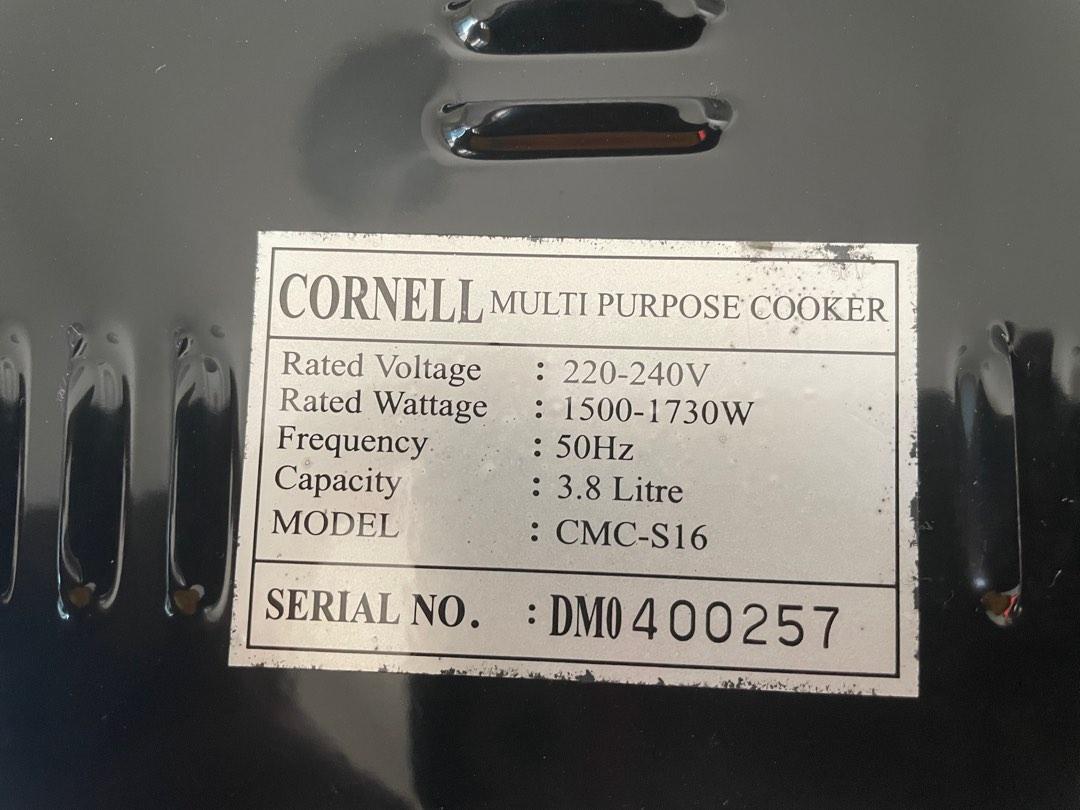 CORNELL MULTI PURPOSE COOKER
Rated Voltage : 220-240V
Rated Wattage : 1500-1730W
Frequency : 50Hz
Capacity : 3.8 Litre
MODEL : CMC-S16
SERIAL NO. : DM0400257